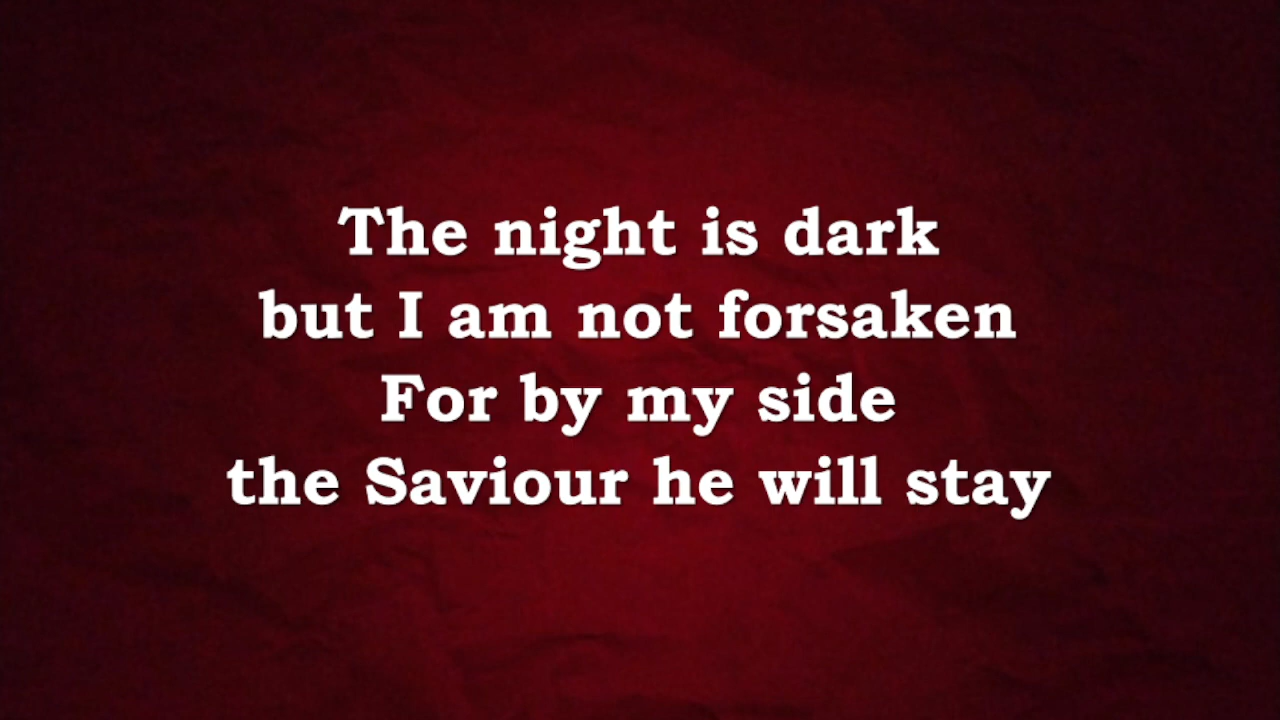 The night is dark
but I am not forsaken
For by my side
the Saviour he will stay